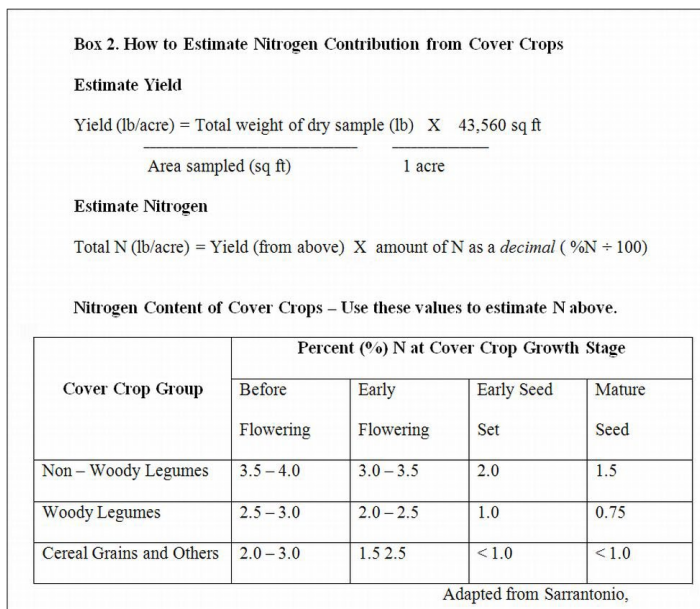 Box 2. How to Estimate Nitrogen Contribution from Cover Crops
Estimate Yield
Yield (lb/acre) = Total weight of dry sample (lb) X 43,560 sq ft
Area sampled (sq ft) 1 acre
Estimate Nitrogen
Total N (lb/acre) = Yield (from above) X amount of N as a decimal ( %N ÷ 100)
Nitrogen Content of Cover Crops – Use these values to estimate N above.
Percent (%) N at Cover Crop Growth Stage
Cover Crop Group Before Flowering Early Flowering Early Seed Set Mature Seed
Non – Woody Legumes 3.5 – 4.0 3.0 – 3.5 2.0 1.5
Woody Legumes 2.5 – 3.0 2.0 – 2.5 1.0 0.75
Cereal Grains and Others 2.0 – 3.0 1.5 2.5 < 1.0 < 1.0
Adapted from Sarrantonio,